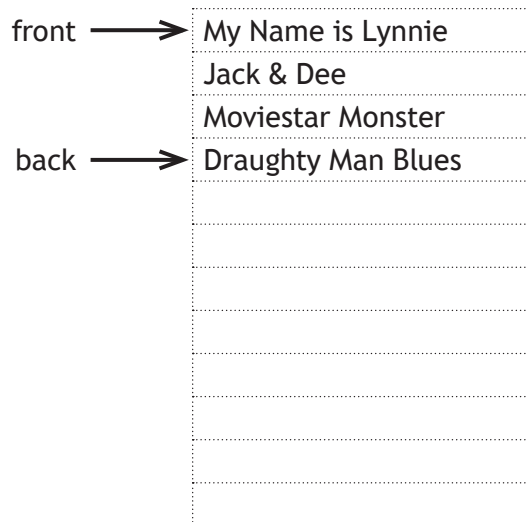 front My Name is Lynnie
Jack & Dee
Moviestar Monster
back Draughty Man Blues